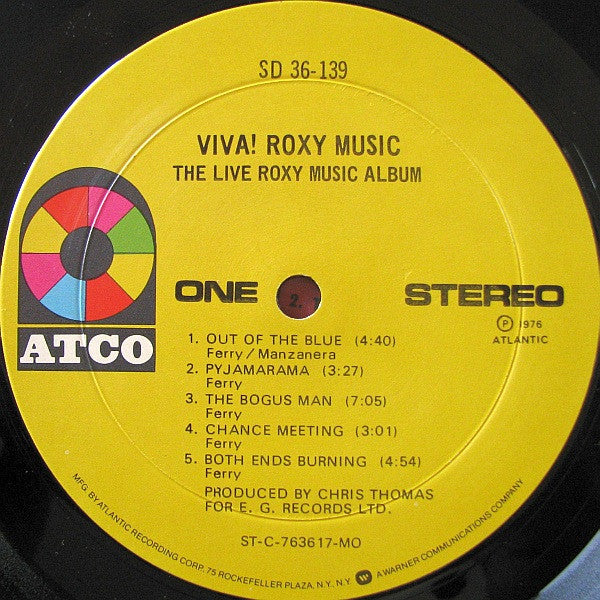 SD 36-139
VIVA! ROXY MUSIC
THE LIVE ROXY MUSIC ALBUM
ATCO
ONE
2.
STEREO
Ⓟ 1976
ATLANTIC
1. OUT OF THE BLUE (4:40)
Ferry/Manzanera
2. PYJAMARAMA (3:27)
Ferry
3. THE BOGUS MAN (7:05)
Ferry
4. CHANCE MEETING (3:01)
Ferry
5. BOTH ENDS BURNING (4:54)
Ferry
PRODUCED BY CHRIS THOMAS
FOR E. G. RECORDS LTD.
ST-C-763617-MO
MFG. BY ATLANTIC RECORDING CORP. 75 ROCKEFELLER PLAZA, N.Y. N.Y. W A WARNER COMMUNICATIONS COMPANY